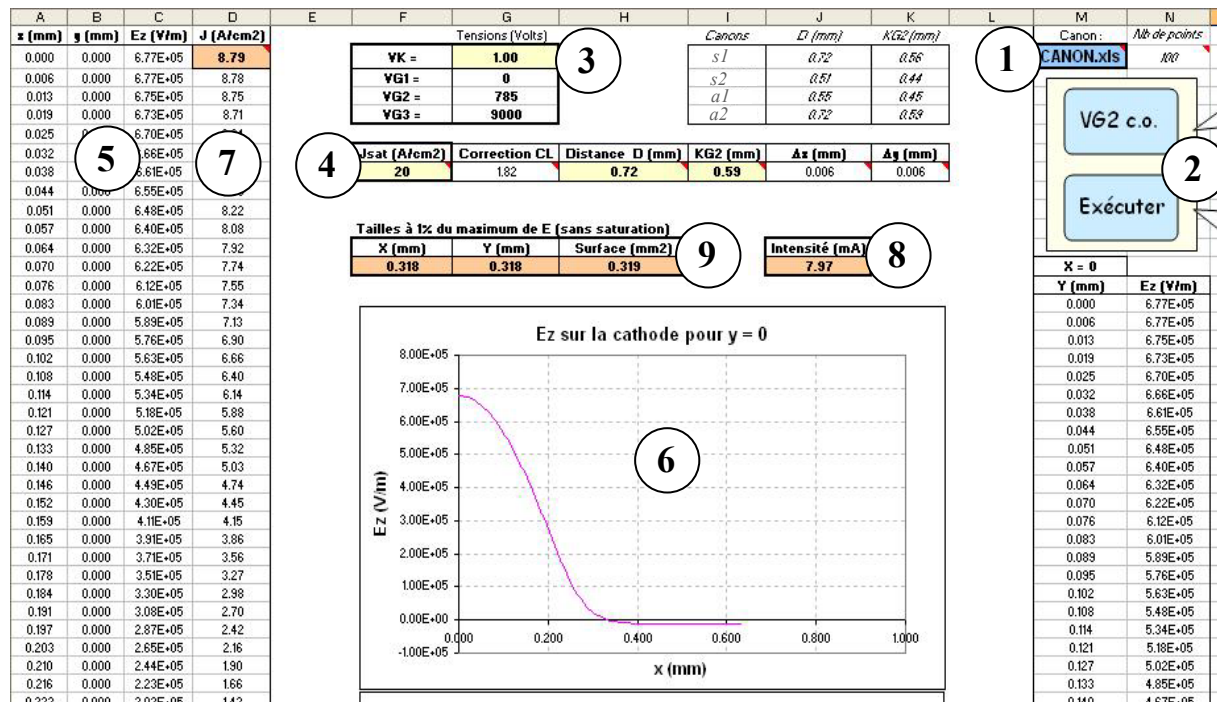 A B C D E F G H I J K L M N
x (mm) y (mm) Ez (V/m) J (A/cm2) Tensions (Volts) Canons D (mm) KG2 (mm) Canon : Nb de points
0.000 0.000 6.77E+05 8.79 VK = 1.00 3 s1 0.72 0.56 1 CANON.xls 100
0.006 0.000 6.77E+05 8.78 VG1 = 0 s2 0.51 0.44
0.013 0.000 6.75E+05 8.75 VG2 = 785 a1 0.55 0.45
0.019 0.000 6.73E+05 8.71 VG3 = 9000 a2 0.72 0.59 VG2 c.o.
0.025 6.70E+05
0.032 5 .66E+05 7 4 Jsat (A/cm2) Correction CL Distance D (mm) KG2 (mm) Δx (mm) Δy (mm) 2
0.038 .61E+05 20 1.82 0.72 0.59 0.006 0.006
0.044 6.55E+05
0.051 0.000 6.48E+05 8.22 Exécuter
0.057 0.000 6.40E+05 8.08 Tailles à 1% du maximum de E (sans saturation)
0.064 0.000 6.32E+05 7.92 X (mm) Y (mm) Surface (mm2) 9 Intensité (mA) 8
0.070 0.000 6.22E+05 7.74 0.318 0.318 0.319 7.97 X = 0
0.076 0.000 6.12E+05 7.55 Y (mm) Ez (V/m)
0.083 0.000 6.01E+05 7.34 0.000 6.77E+05
0.089 0.000 5.89E+05 7.13 Ez sur la cathode pour y = 0 0.006 6.77E+05
0.095 0.000 5.76E+05 6.90 0.013 6.75E+05
0.102 0.000 5.63E+05 6.66 8.00E+05 0.019 6.73E+05
0.108 0.000 5.48E+05 6.40 7.00E+05 0.025 6.70E+05
0.114 0.000 5.34E+05 6.14 0.032 6.66E+05
0.121 0.000 5.18E+05 5.88 6.00E+05 0.038 6.61E+05
0.127 0.000 5.02E+05 5.60 0.044 6.55E+05
0.133 0.000 4.85E+05 5.32 5.00E+05 6 0.051 6.48E+05
0.140 0.000 4.67E+05 5.03 0.057 6.40E+05
0.146 0.000 4.49E+05 4.74 4.00E+05 0.064 6.32E+05
0.152 0.000 4.30E+05 4.45 Ez (V/m) 0.070 6.22E+05
0.159 0.000 4.11E+05 4.15 3.00E+05 0.076 6.12E+05
0.165 0.000 3.91E+05 3.86 0.083 6.01E+05
0.171 0.000 3.71E+05 3.56 2.00E+05 0.089 5.89E+05
0.178 0.000 3.51E+05 3.27 0.095 5.76E+05
0.184 0.000 3.30E+05 2.98 1.00E+05 0.102 5.63E+05
0.191 0.000 3.08E+05 2.70 0.108 5.48E+05
0.197 0.000 2.87E+05 2.42 0.00E+00 0.114 5.34E+05
0.203 0.000 2.65E+05 2.16 0.000 0.200 0.400 0.600 0.800 1.000 0.121 5.18E+05
0.210 0.000 2.44E+05 1.90 -1.00E+05 0.127 5.02E+05
0.216 0.000 2.23E+05 1.66 x (mm) 0.133 4.85E+05